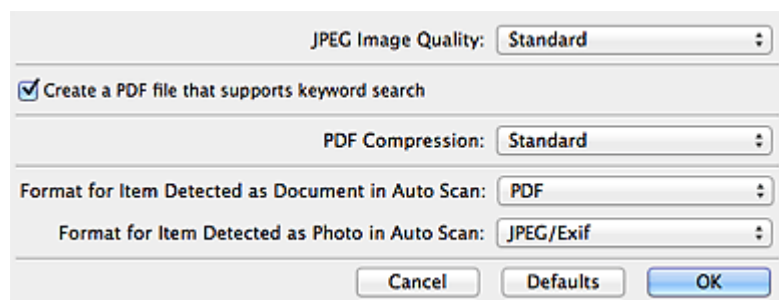 JPEG Image Quality: Standard
Create a PDF file that supports keyword search
PDF Compression: Standard
Format for Item Detected as Document in Auto Scan: PDF
Format for Item Detected as Photo in Auto Scan: JPEG/Exif
Cancel Defaults OK